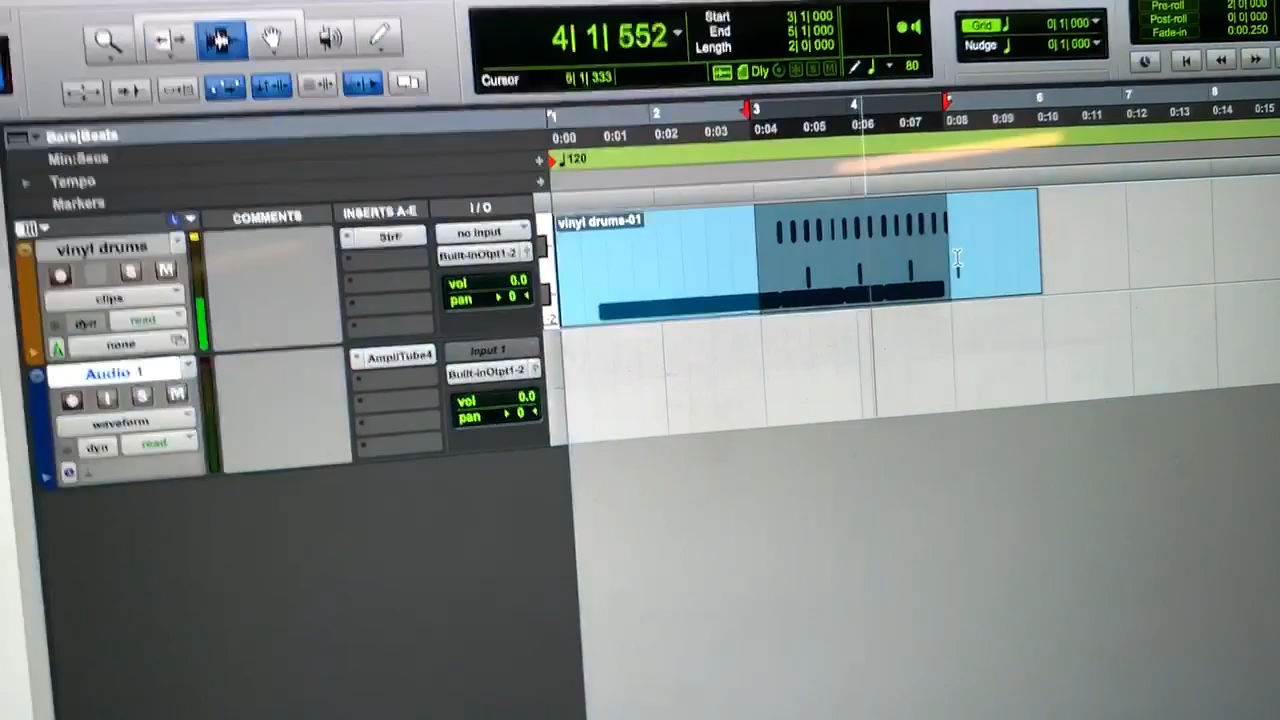 4| 1| 552
Start 3| 1| 000
End 5| 1| 000
Length 2| 0| 000
Cursor 5| 1| 333
Dly
S M
80
Grid 0| 1| 000
Nudge 0| 1| 000
Pre-roll 2| 0| 000
Post-roll 0| 0| 000
Fade-in 0:00.250
Bars|Beats
1 2 3 4 5 6 7 8
Min:Secs
0:00 0:01 0:02 0:03 0:04 0:05 0:06 0:07 0:08 0:09 0:10 0:11 0:12 0:13 0:14 0:15
Tempo
120
Markers
COMMENTS
INSERTS A-E
I / O
vinyl drums
S M
clips
dyn read
none
no input
Built-inOtpt1-2
vol 0.0
pan 0
vinyl drums-01
-2
Audio 1
I S M
waveform
dyn read
AmpliTube4
Input 1
Built-inOtpt1-2
vol 0.0
pan 0